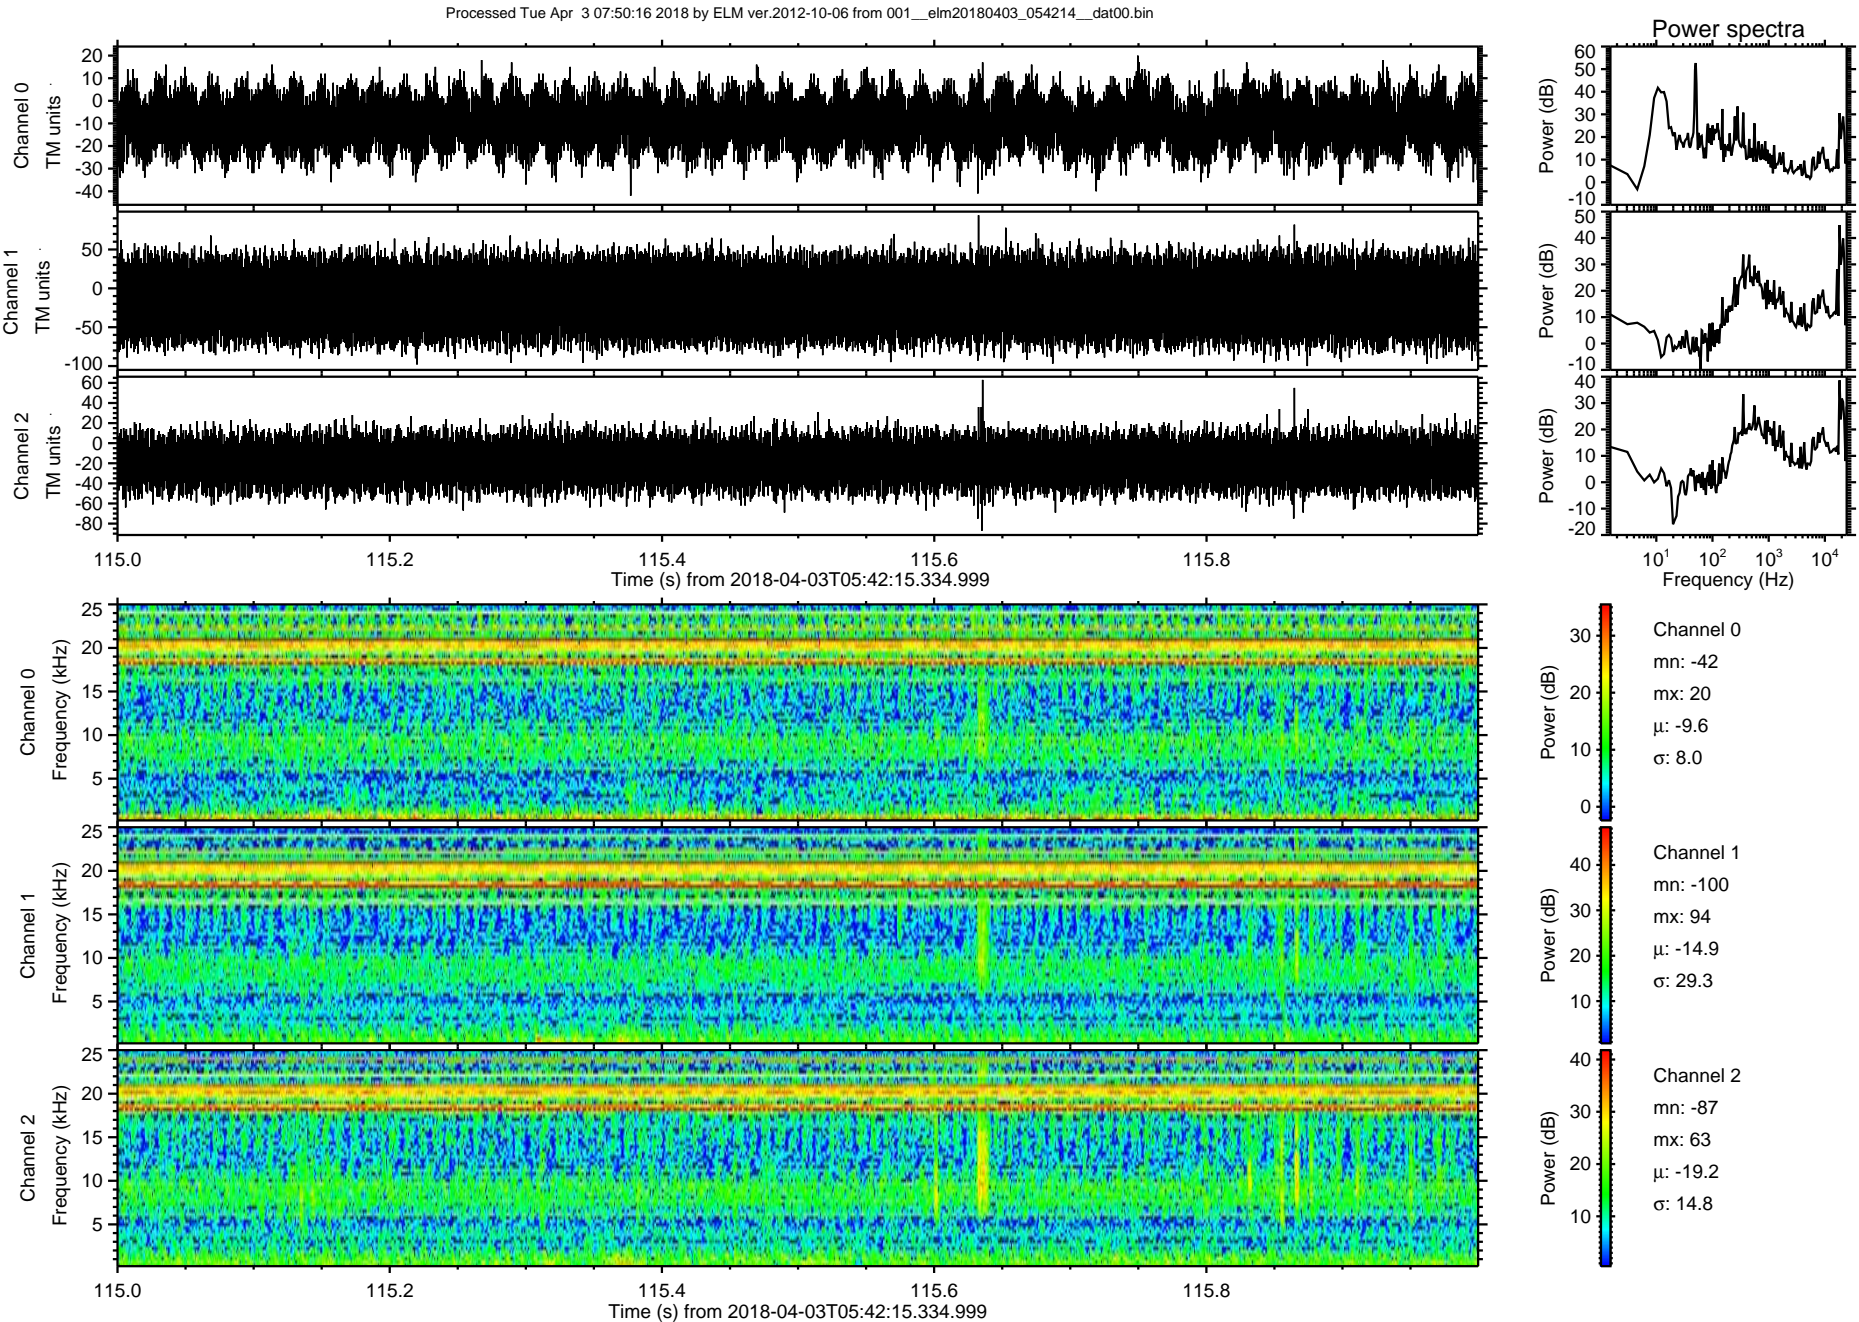 Processed Tue Apr  3 07:50:16 2018 by ELM ver.2012-10-06 from 001__elm20180403_054214__dat00.bin
Power spectra
Channel 0
TM units
20
10
0
-10
-20
-30
-40
Power (dB)
60
50
40
30
20
10
0
-10
Channel 1
TM units
50
0
-50
-100
Power (dB)
50
40
30
20
10
0
-10
Channel 2
TM units
60
40
20
0
-20
-40
-60
-80
Power (dB)
40
30
20
10
0
-10
-20
115.0 115.2 115.4 115.6 115.8
Time (s) from 2018-04-03T05:42:15.334.999
10¹ 10² 10³ 10⁴
Frequency (Hz)
Channel 0
Frequency (kHz)
25
20
15
10
5
Power (dB)
30
20
10
0
Channel 0
mn: -42
mx: 20
μ: -9.6
σ: 8.0
Channel 1
Frequency (kHz)
25
20
15
10
5
Power (dB)
40
30
20
10
Channel 1
mn: -100
mx: 94
μ: -14.9
σ: 29.3
Channel 2
Frequency (kHz)
25
20
15
10
5
Power (dB)
40
30
20
10
Channel 2
mn: -87
mx: 63
μ: -19.2
σ: 14.8
115.0 115.2 115.4 115.6 115.8
Time (s) from 2018-04-03T05:42:15.334.999